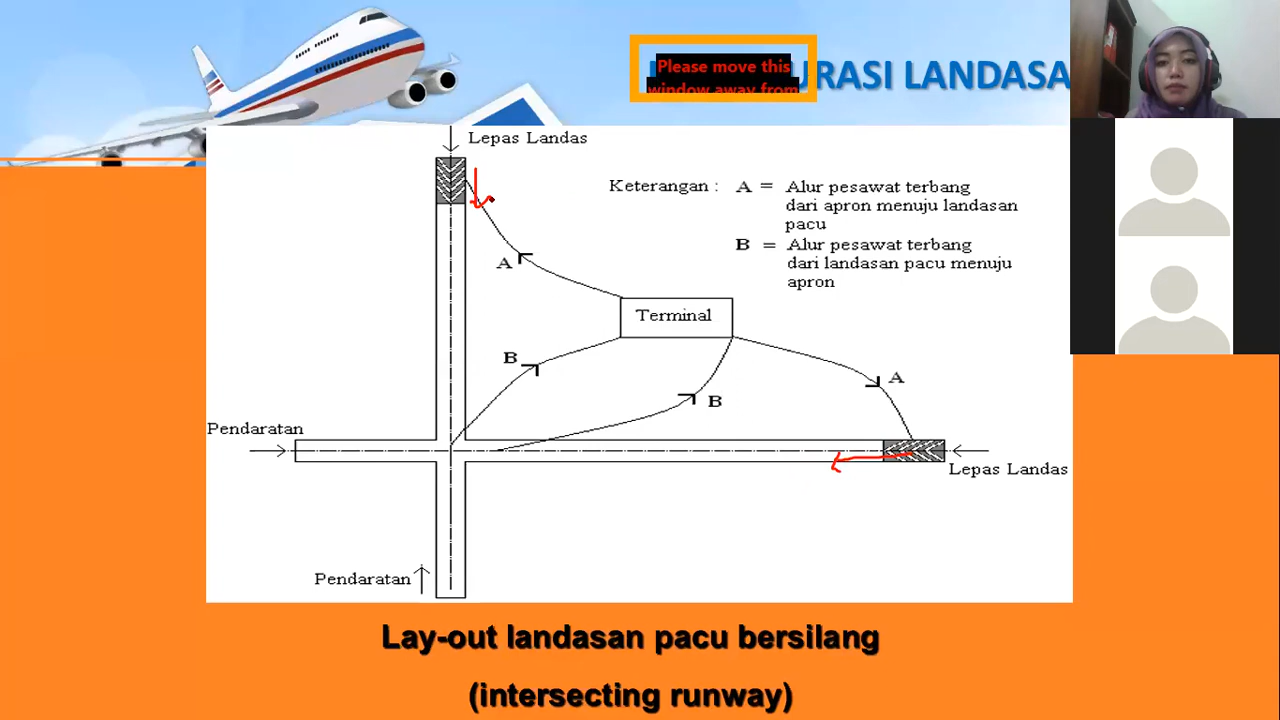 Please move this
window away from
URASI LANDASA
Lepas Landas
Keterangan : A = Alur pesawat terbang
dari apron menuju landasan
pacu
B = Alur pesawat terbang
dari landasan pacu menuju
apron
A
Terminal
B
A
B
Pendaratan
Lepas Landas
Pendaratan
Lay-out landasan pacu bersilang
(intersecting runway)